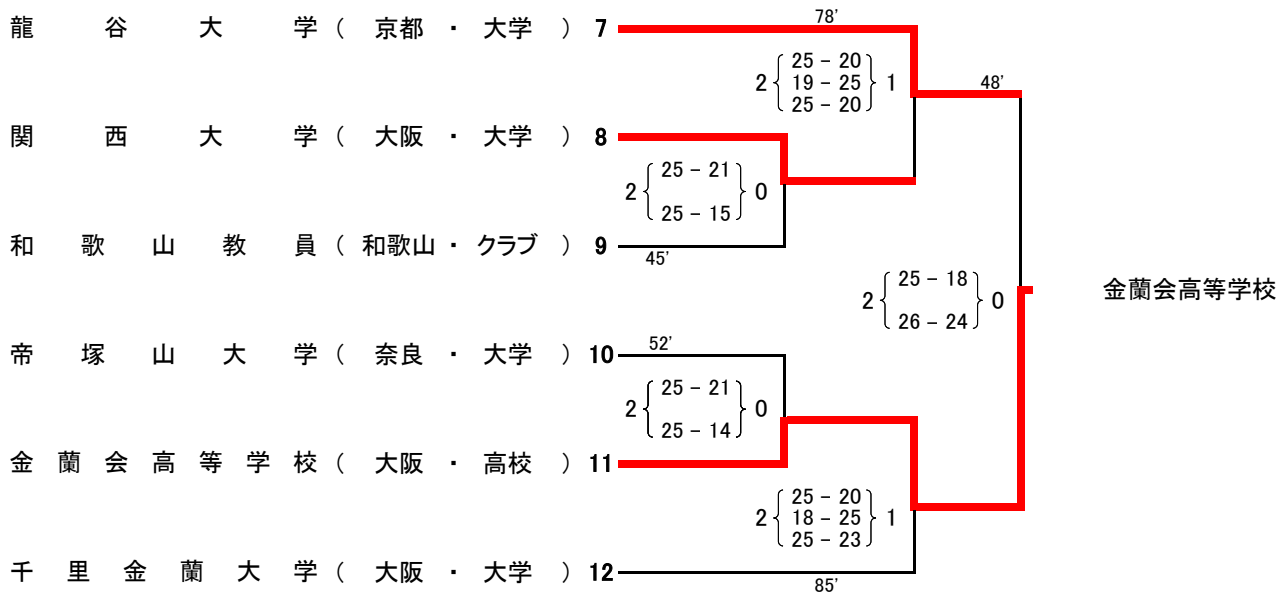 龍谷大学 ( 京都 ・ 大学 ) 7
78'
2 25 - 20 1
19 - 25
25 - 20
48'
関西大学 ( 大阪 ・ 大学 ) 8
2 25 - 21 0
25 - 15
和歌山教員 ( 和歌山 ・ クラブ ) 9
45'
2 25 - 18 0
26 - 24
金蘭会高等学校
帝塚山大学 ( 奈良 ・ 大学 ) 10
52'
2 25 - 21 0
25 - 14
金蘭会高等学校 ( 大阪 ・ 高校 ) 11
2 25 - 20 1
18 - 25
25 - 23
千里金蘭大学 ( 大阪 ・ 大学 ) 12
85'